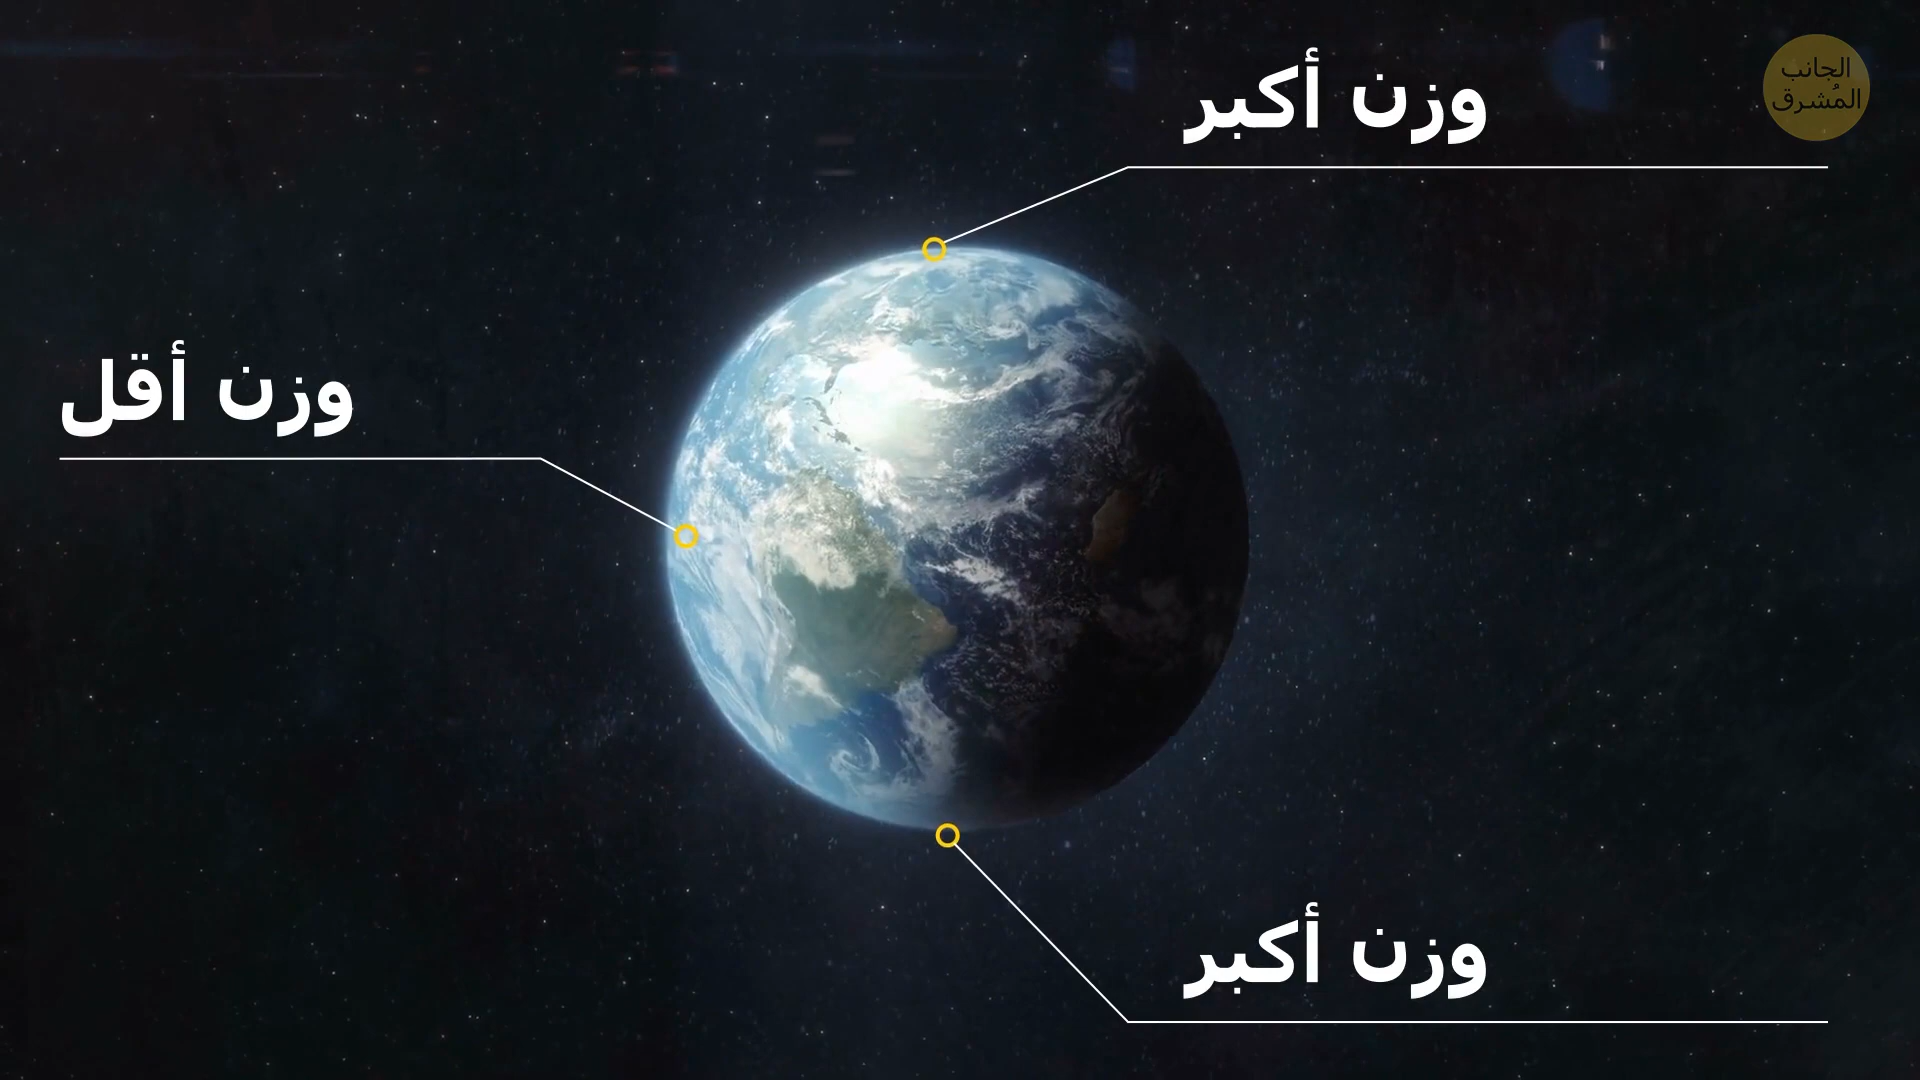 وزن أكبر
الجانب
المُشرق
وزن أقل
وزن أكبر